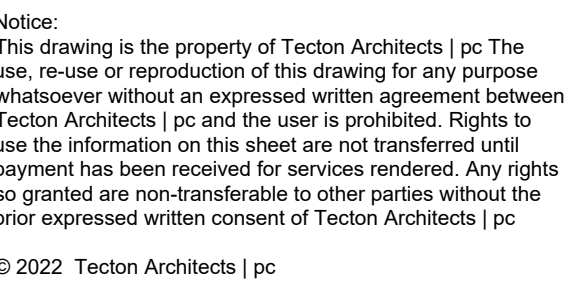 Notice:
This drawing is the property of Tecton Architects | pc The
use, re-use or reproduction of this drawing for any purpose
whatsoever without an expressed written agreement between
Tecton Architects | pc and the user is prohibited. Rights to
use the information on this sheet are not transferred until
payment has been received for services rendered. Any rights
so granted are non-transferable to other parties without the
prior expressed written consent of Tecton Architects | pc
© 2022 Tecton Architects | pc